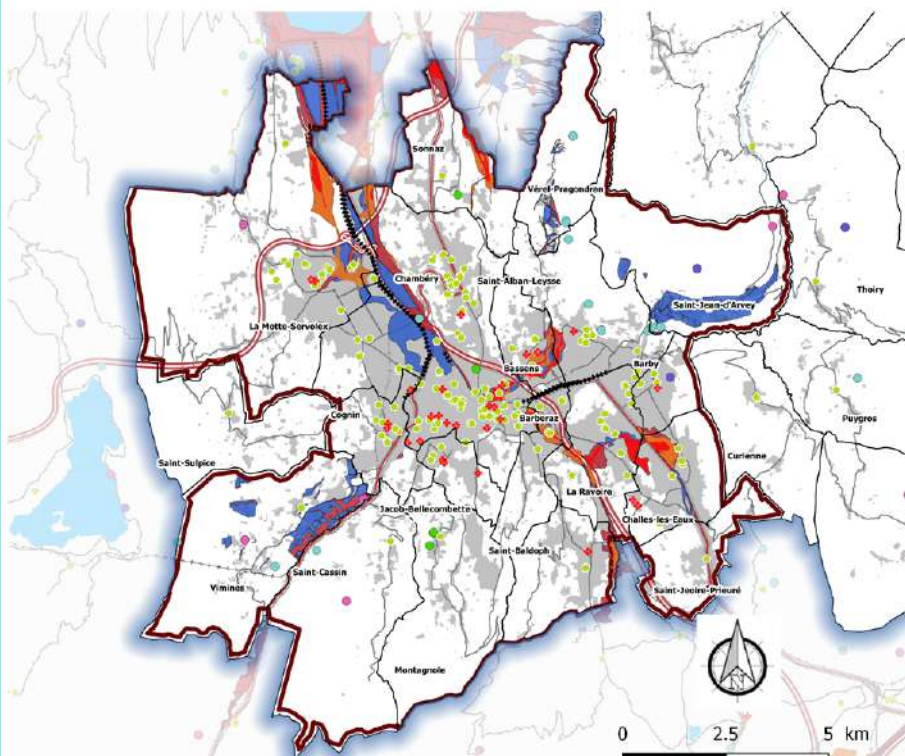 Sonnaz
Vérel-Pragondran
Chambéry
Saint-Alban-Leysse
Thoiry
Saint-Jean-d'Arvey
La Motte-Servolex
Bassens
Barby
Cognin
Barberaz
Puygros
Curienne
Saint-Sulpice
La Ravoire
Jacob-Bellecombette
Challes-les-Eaux
Saint-Baldoph
Saint-Cassin
Vimines
Saint-Jeoire-Prieuré
Montagnole
N
0 2.5 5 km